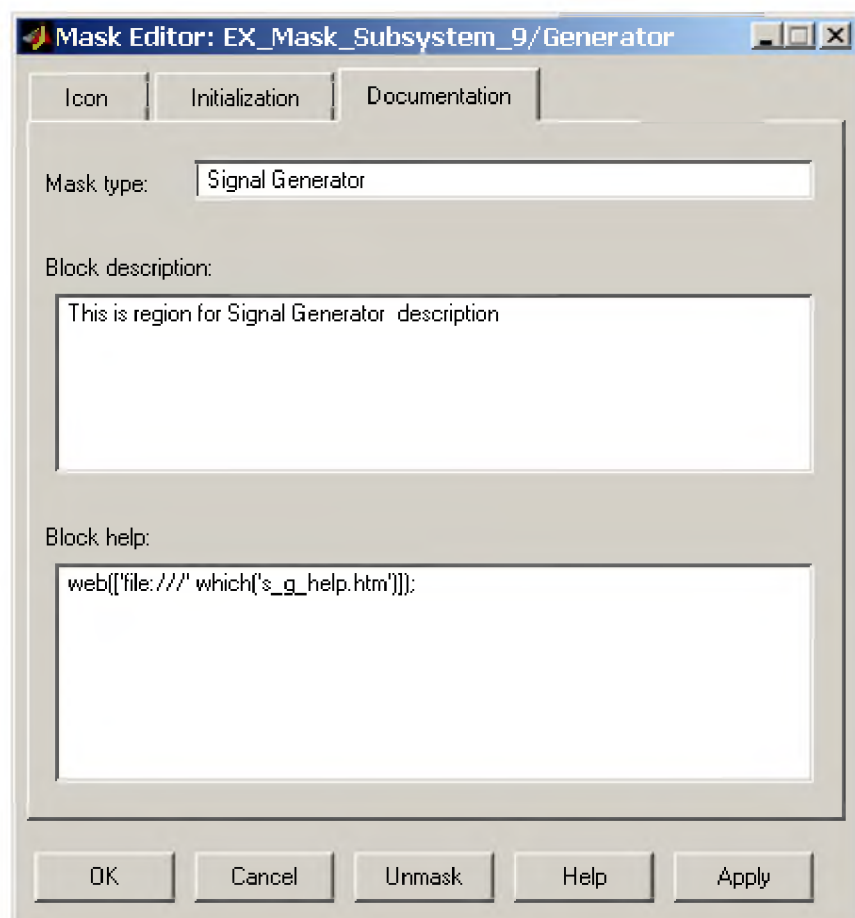 Mask Editor: EX_Mask_Subsystem_9/Generator
Icon
Initialization
Documentation
Mask type:
Signal Generator
Block description:
This is region for Signal Generator  description
Block help:
web(['file:///' which('s_g_help.htm')]);
OK
Cancel
Unmask
Help
Apply